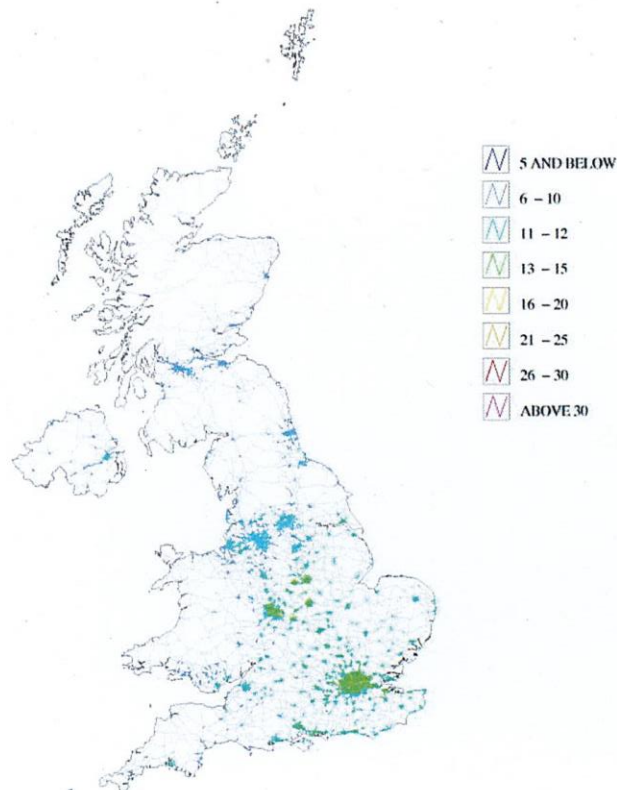 5 AND BELOW
6 – 10
11 – 12
13 – 15
16 – 20
21 – 25
26 – 30
ABOVE 30